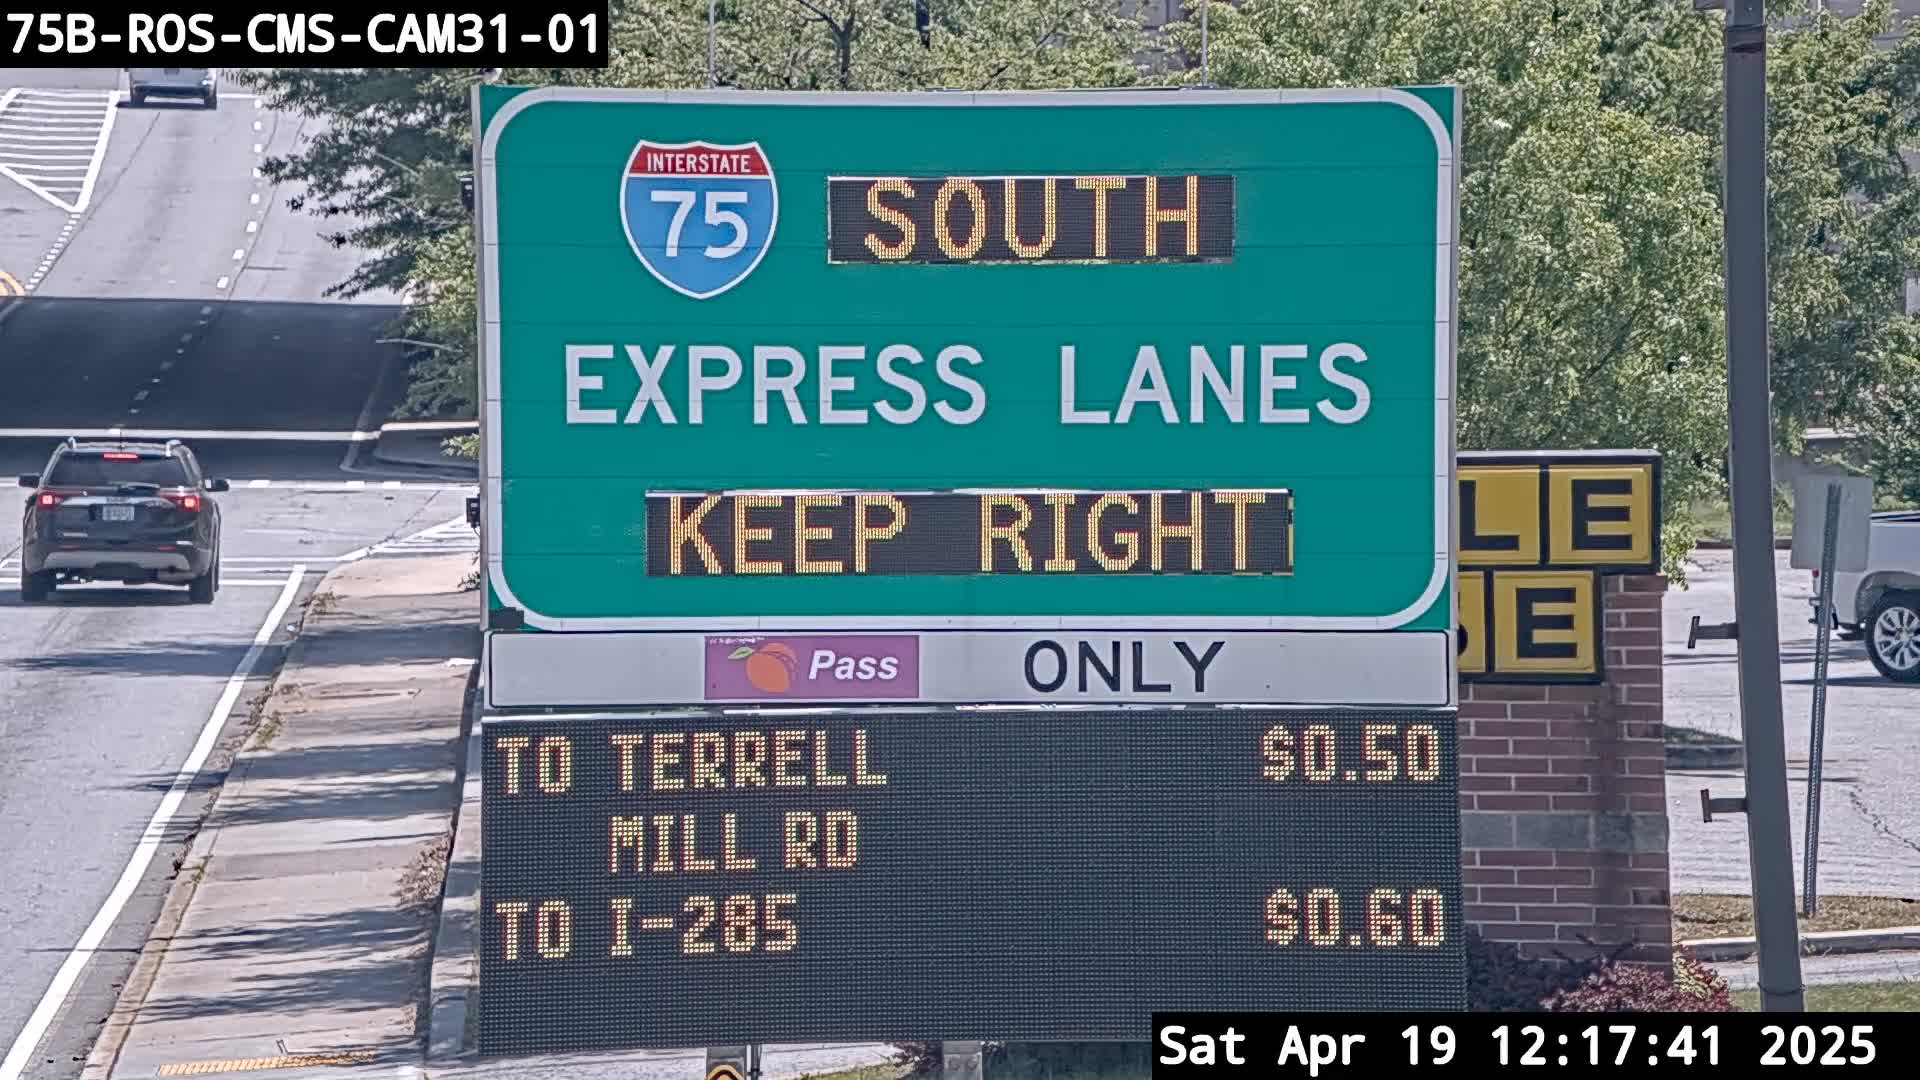 75B-ROS-CMS-CAM31-01
INTERSTATE
75
SOUTH
EXPRESS LANES
KEEP RIGHT
LE
E
Pass ONLY
TO TERRELL $0.50
MILL RD
TO I-285 $0.60
Sat Apr 19 12:17:41 2025